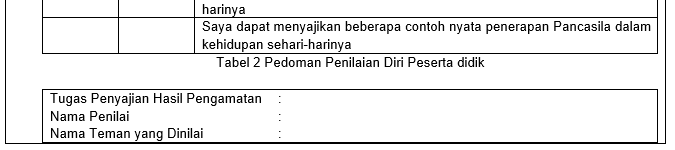 harinya
Saya dapat menyajikan beberapa contoh nyata penerapan Pancasila dalam
kehidupan sehari-harinya
Tabel 2 Pedoman Penilaian Diri Peserta didik
Tugas Penyajian Hasil Pengamatan :
Nama Penilai :
Nama Teman yang Dinilai :